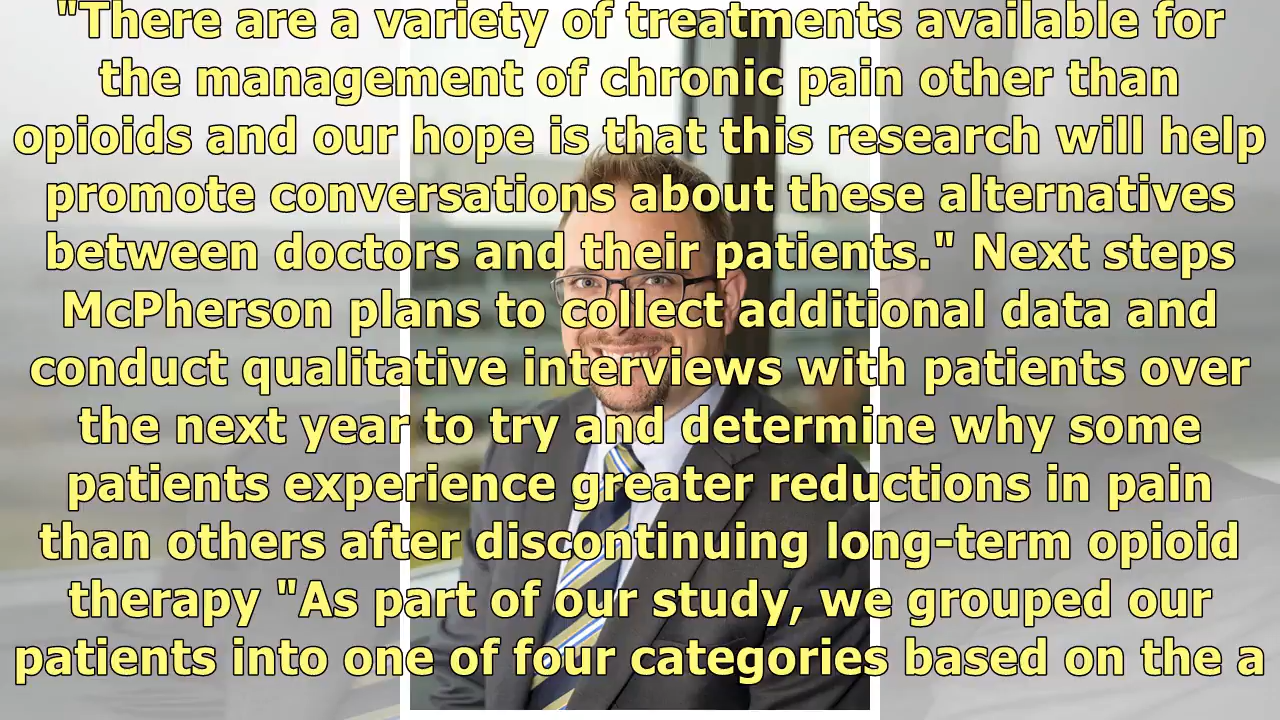 "There are a variety of treatments available for
the management of chronic pain other than
opioids and our hope is that this research will help
promote conversations about these alternatives
between doctors and their patients." Next steps
McPherson plans to collect additional data and
conduct qualitative interviews with patients over
the next year to try and determine why some
patients experience greater reductions in pain
than others after discontinuing long-term opioid
therapy "As part of our study, we grouped our
patients into one of four categories based on the a